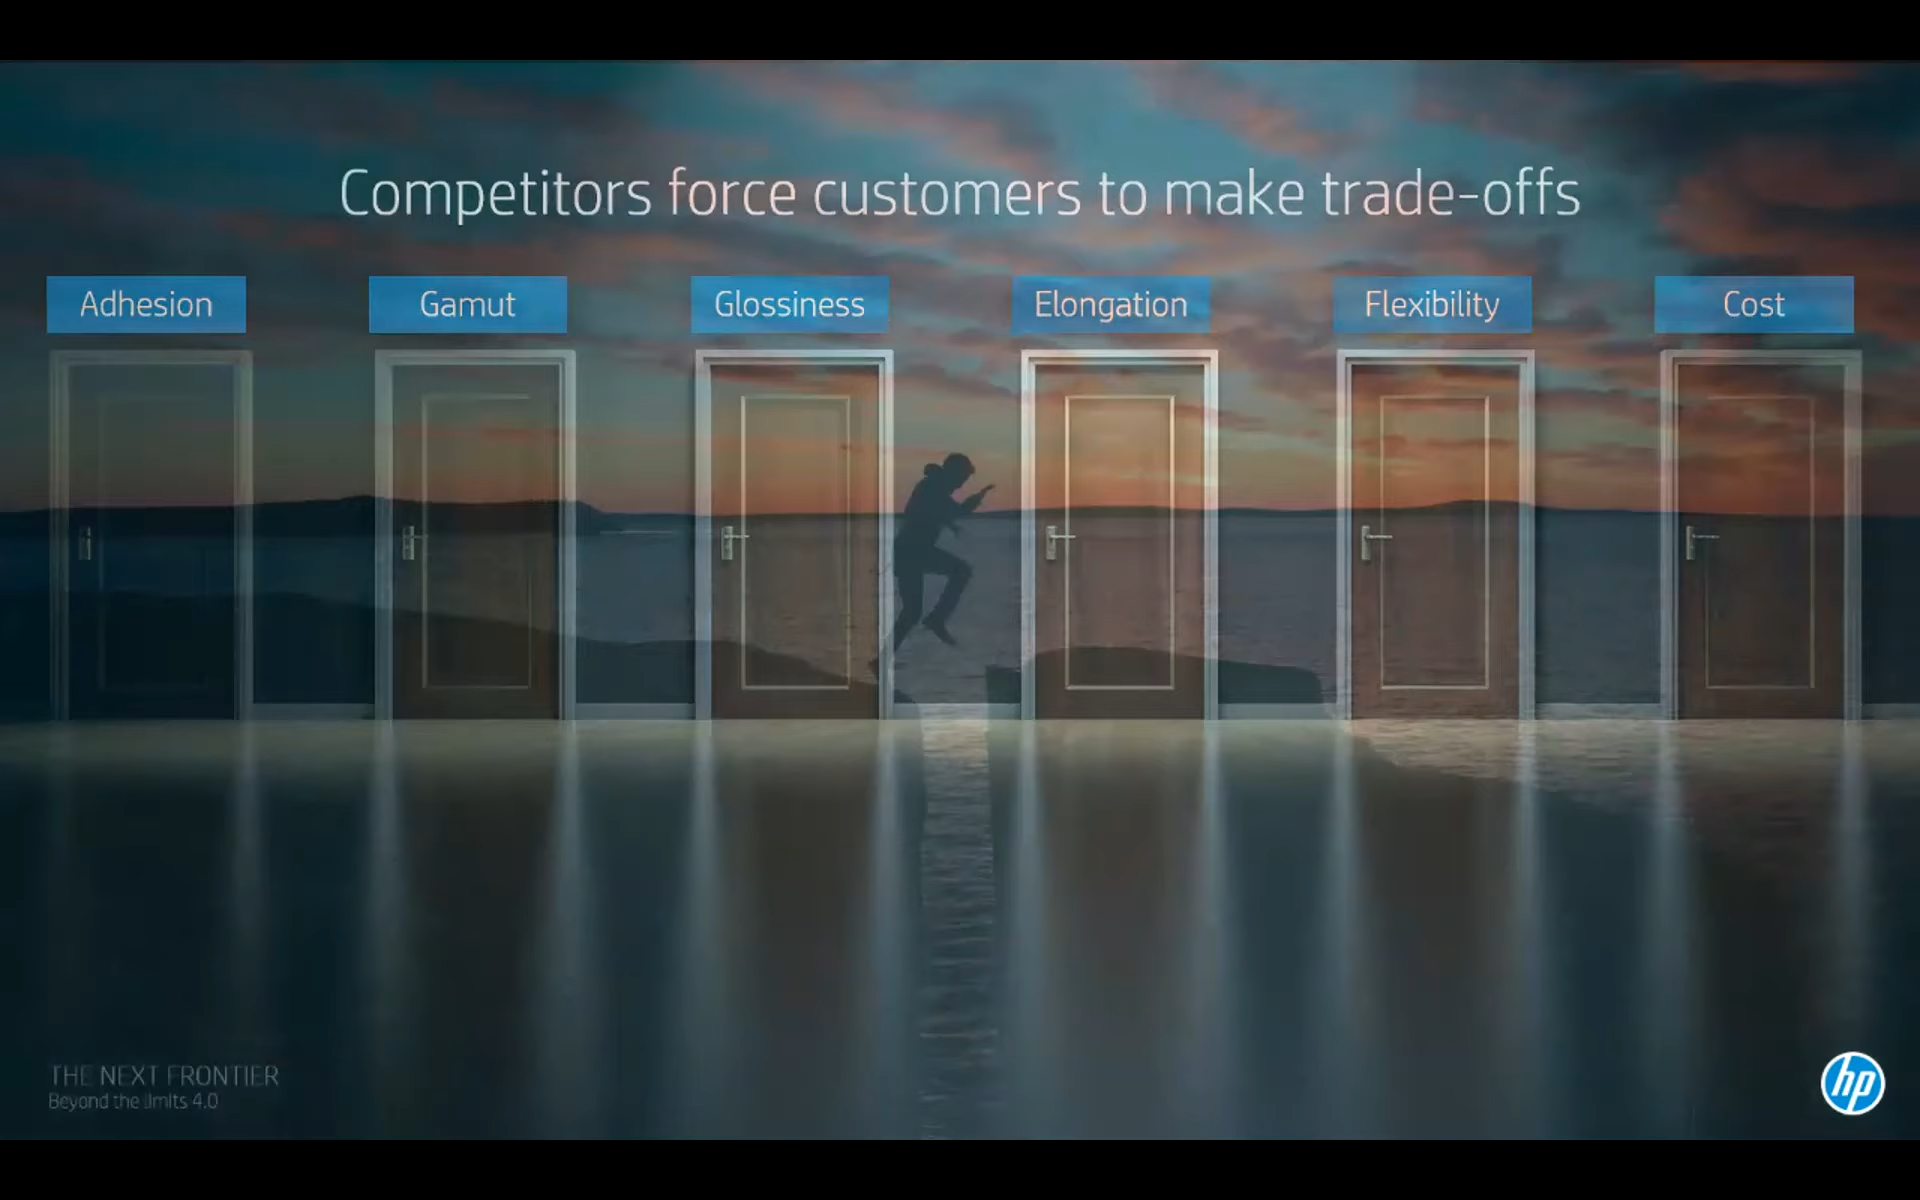 Competitors force customers to make trade-offs
Adhesion
Gamut
Glossiness
Elongation
Flexibility
Cost
THE NEXT FRONTIER
Beyond the limits 4.0
hp